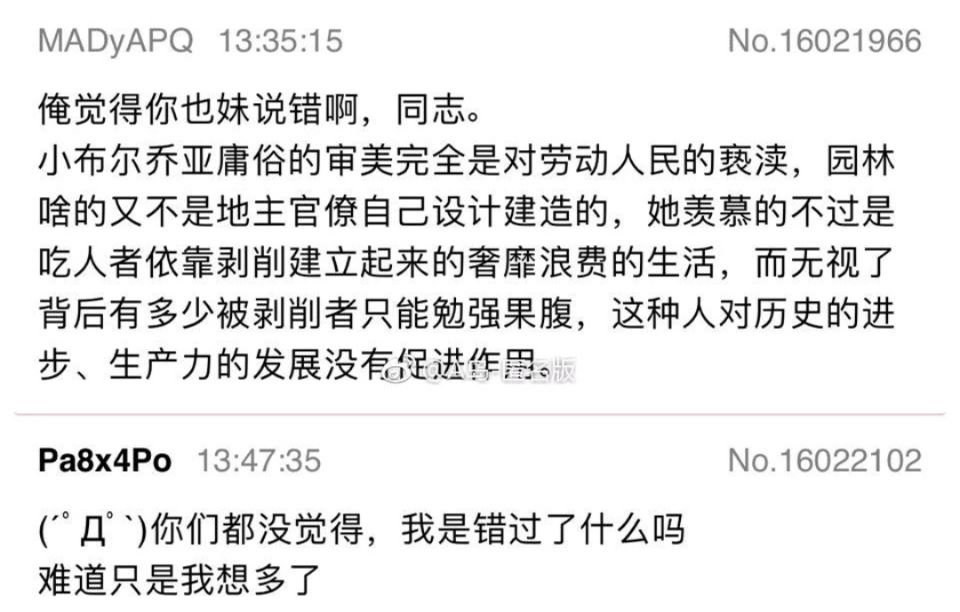 MADyAPQ 13:35:15 No.16021966
俺觉得你也妹说错啊，同志。
小布尔乔亚庸俗的审美完全是对劳动人民的亵渎，园林
啥的又不是地主官僚自己设计建造的，她羡慕的不过是
吃人者依靠剥削建立起来的奢靡浪费的生活，而无视了
背后有多少被剥削者只能勉强果腹，这种人对历史的进
步、生产力的发展没有促进作用。
@A岛-匿名版
Pa8x4Po 13:47:35 No.16022102
(´ﾟДﾟ`)你们都没觉得，我是错过了什么吗
难道只是我想多了